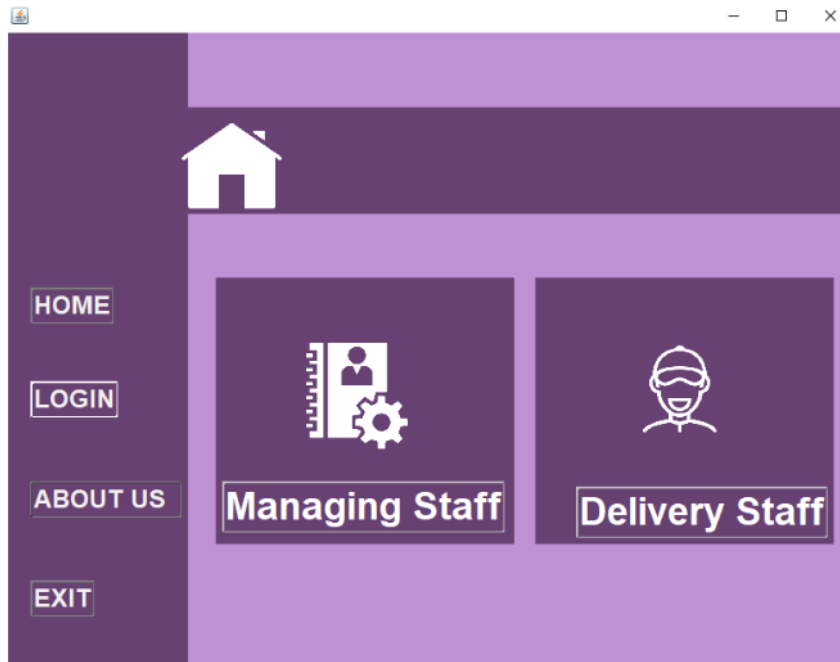 HOME
LOGIN
ABOUT US
EXIT
Managing Staff
Delivery Staff